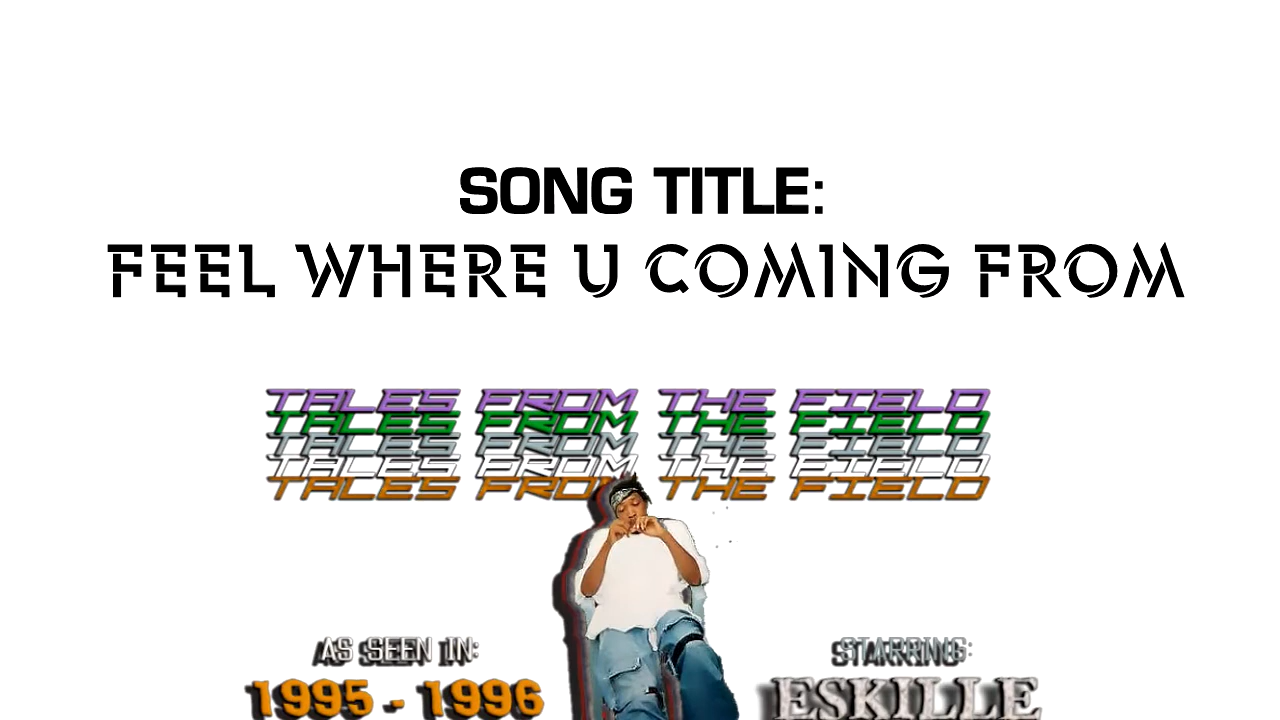 SONG TITLE:
FEEL WHERE U COMING FROM
TALES FROM THE FIELD
TALES FROM THE FIELD
TALES FROM THE FIELD
TALES FROM THE FIELD
TALES FROM THE FIELD
AS SEEN IN:
STARRING:
1995 - 1996
ESKILLE